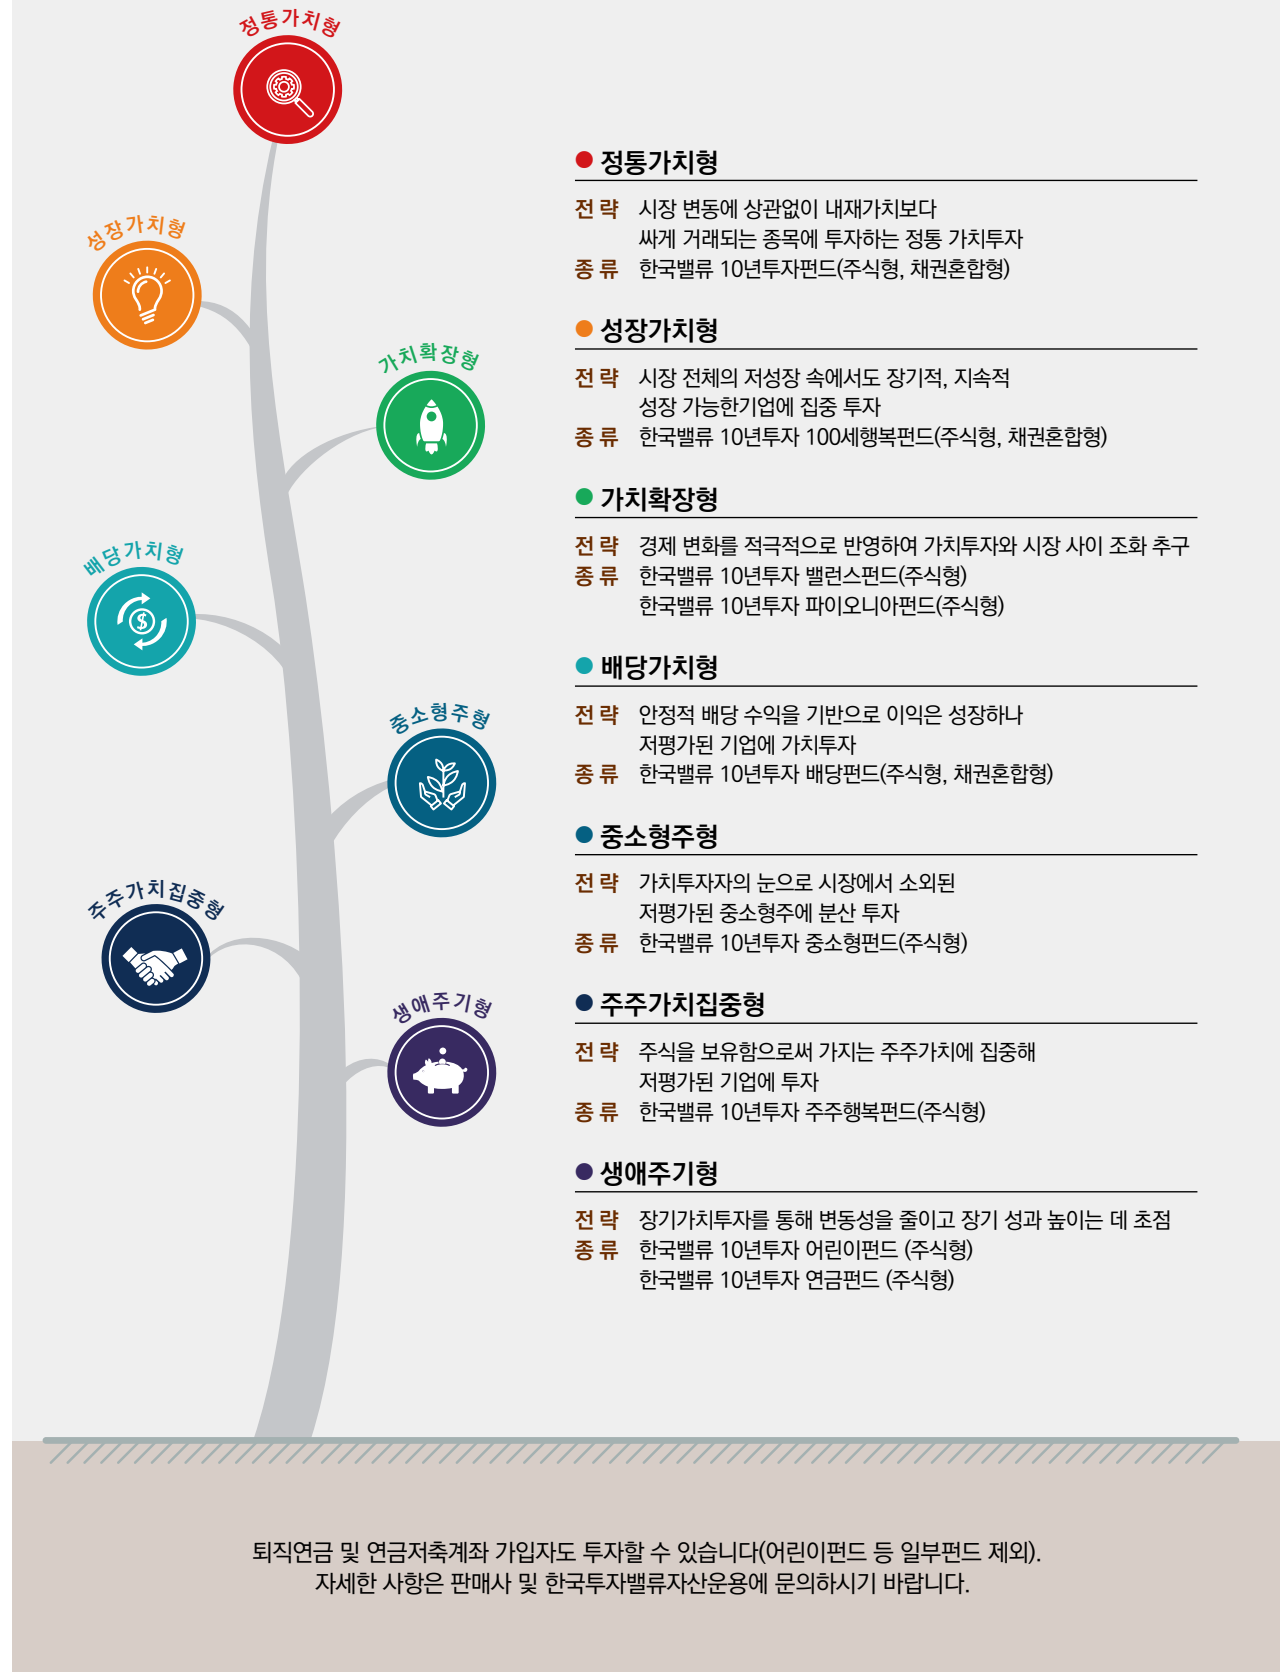 정통가치형
성장가치형
가치확장형
배당가치형
중소형주형
주주가치집중형
생애주기형
정통가치형
전 략 시장 변동에 상관없이 내재가치보다
싸게 거래되는 종목에 투자하는 정통 가치투자
종 류 한국밸류 10년투자펀드(주식형, 채권혼합형)
성장가치형
전 략 시장 전체의 저성장 속에서도 장기적, 지속적
성장 가능한기업에 집중 투자
종 류 한국밸류 10년투자 100세행복펀드(주식형, 채권혼합형)
가치확장형
전 략 경제 변화를 적극적으로 반영하여 가치투자와 시장 사이 조화 추구
종 류 한국밸류 10년투자 밸런스펀드(주식형)
한국밸류 10년투자 파이오니아펀드(주식형)
배당가치형
전 략 안정적 배당 수익을 기반으로 이익은 성장하나
저평가된 기업에 가치투자
종 류 한국밸류 10년투자 배당펀드(주식형, 채권혼합형)
중소형주형
전 략 가치투자자의 눈으로 시장에서 소외된
저평가된 중소형주에 분산 투자
종 류 한국밸류 10년투자 중소형펀드(주식형)
주주가치집중형
전 략 주식을 보유함으로써 가지는 주주가치에 집중해
저평가된 기업에 투자
종 류 한국밸류 10년투자 주주행복펀드(주식형)
생애주기형
전 략 장기가치투자를 통해 변동성을 줄이고 장기 성과 높이는 데 초점
종 류 한국밸류 10년투자 어린이펀드 (주식형)
한국밸류 10년투자 연금펀드 (주식형)
퇴직연금 및 연금저축계좌 가입자도 투자할 수 있습니다(어린이펀드 등 일부펀드 제외).
자세한 사항은 판매사 및 한국투자밸류자산운용에 문의하시기 바랍니다.